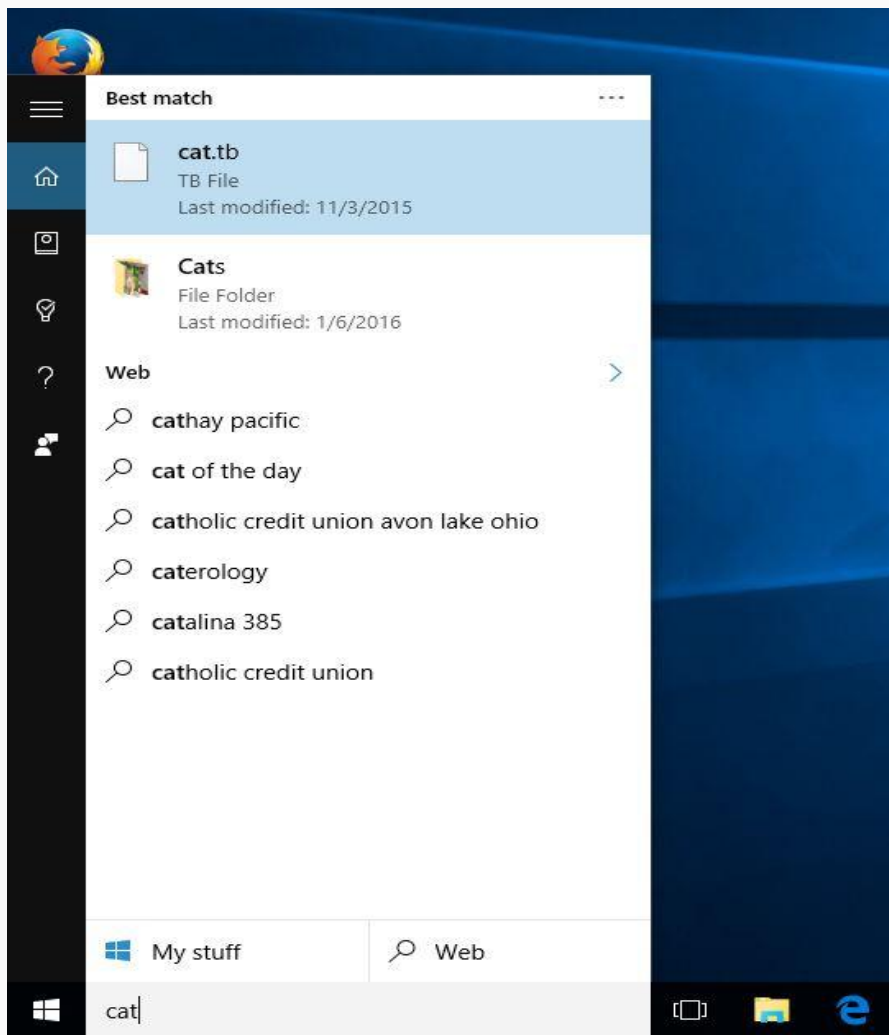 Best match
cat.tb
TB File
Last modified: 11/3/2015
Cats
File Folder
Last modified: 1/6/2016
Web
cathay pacific
cat of the day
catholic credit union avon lake ohio
caterology
catalina 385
catholic credit union
My stuff
Web
cat